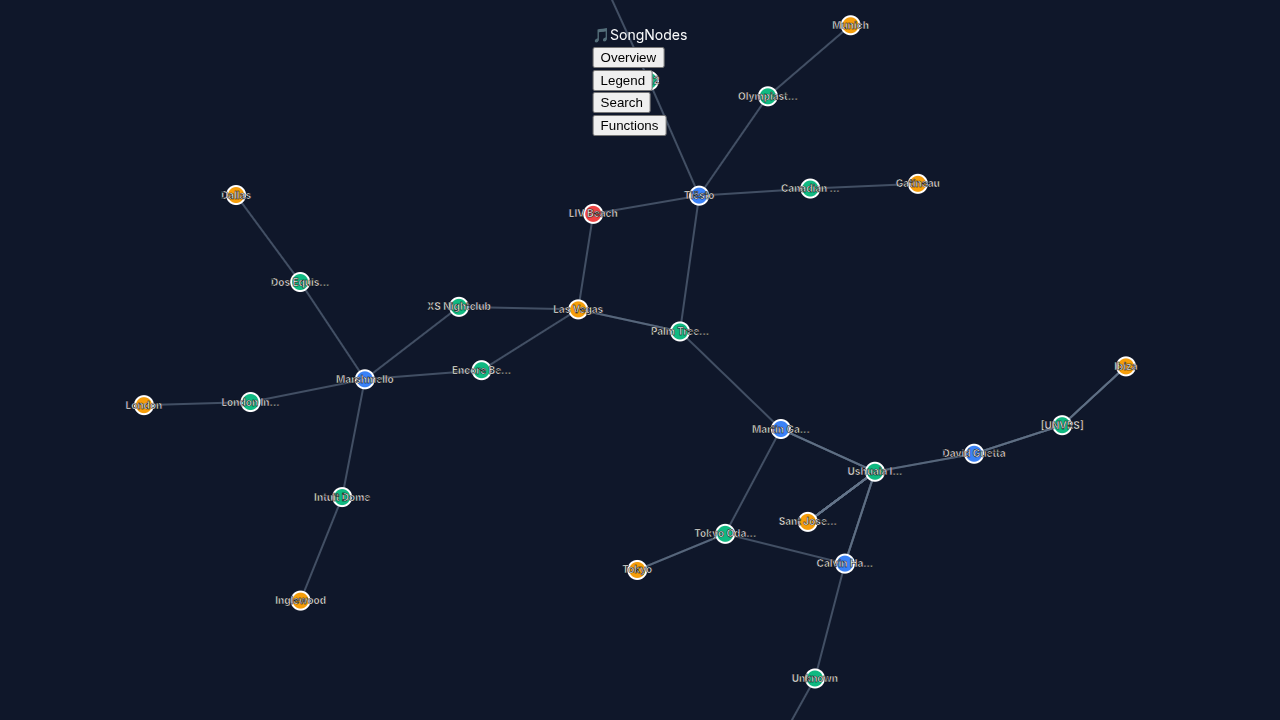 Munich
🎵SongNodes
Overview
Legend
Search
Functions
Olympiast...
Canadian ...
Gatineau
Dallas
Tiësto
LIV Beach
Dos Equis...
XS Nightclub
Las Vegas
Palm Tree...
Encore Be...
Marshmello
Ibiza
London
London In...
Martin Ga...
[UNVRS]
David Guetta
Ushuaïa I...
Intuit Dome
San Jose...
Tokyo Oda...
Tokyo
Calvin Ha...
Inglewood
Unknown